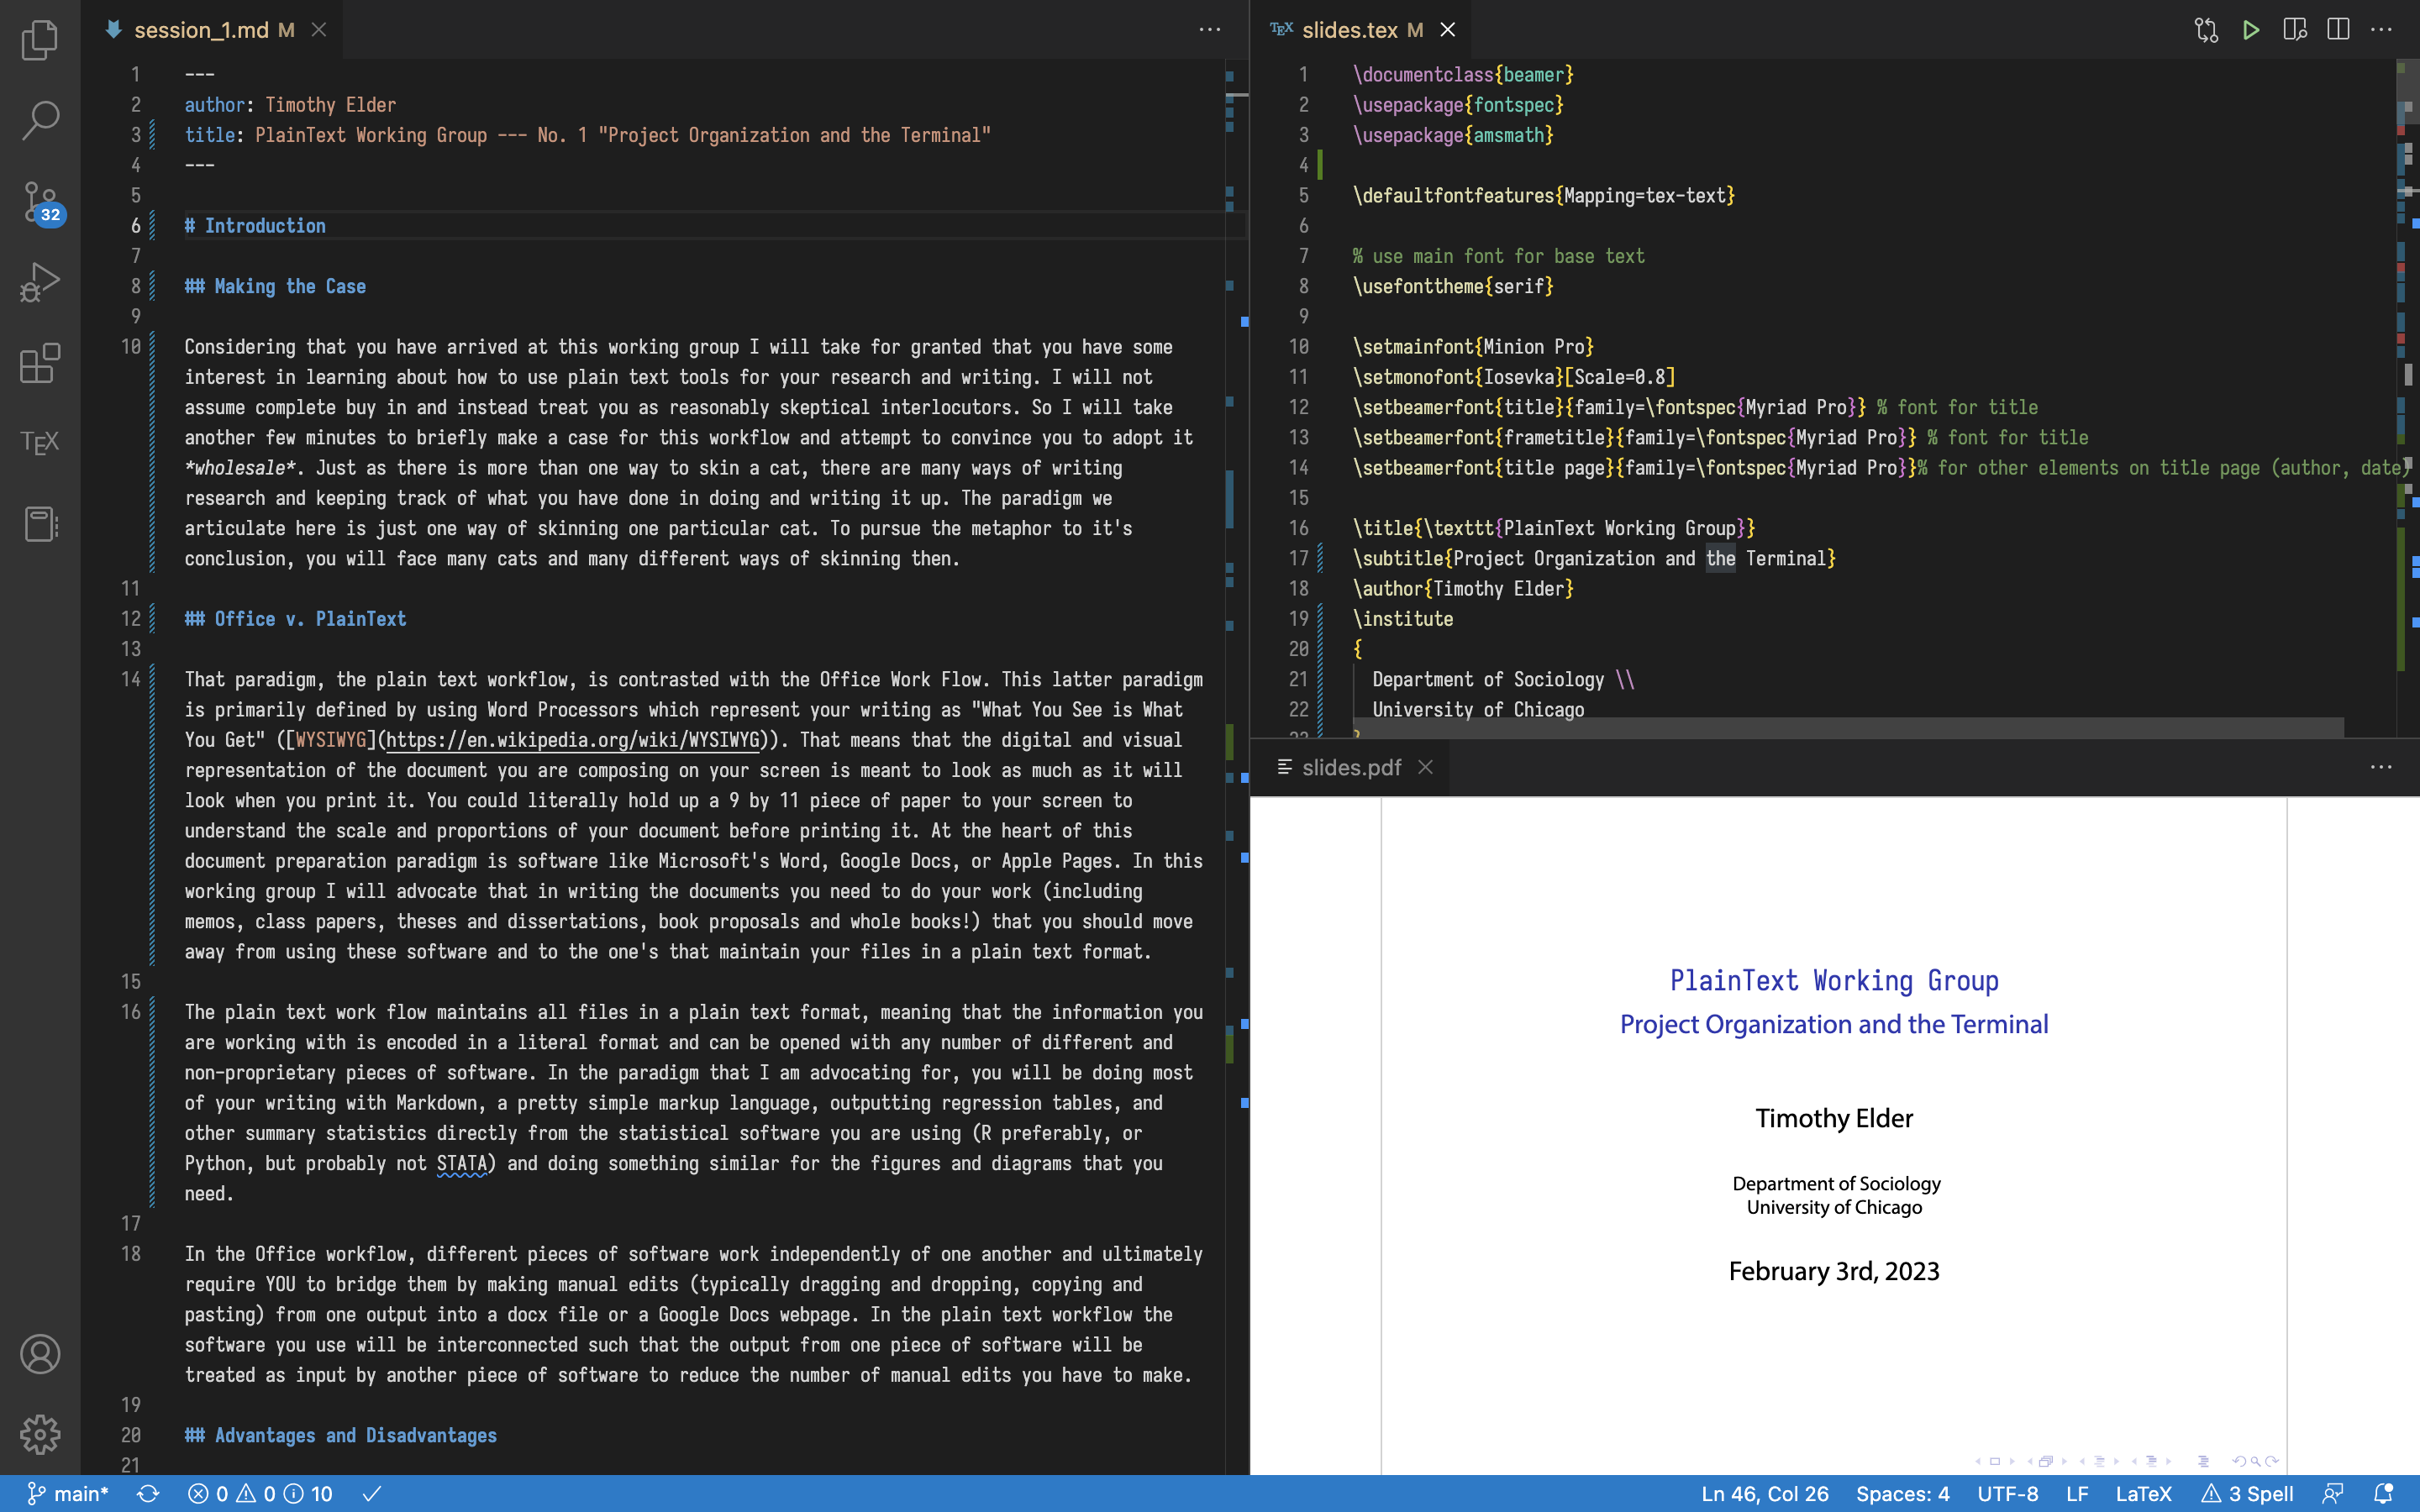 session_1.md M
1 ---
2 author: Timothy Elder
3 title: PlainText Working Group --- No. 1 "Project Organization and the Terminal"
4 ---
5
6 # Introduction
7
8 ## Making the Case
9
10 Considering that you have arrived at this working group I will take for granted that you have some
interest in learning about how to use plain text tools for your research and writing. I will not
assume complete buy in and instead treat you as reasonably skeptical interlocutors. So I will take
another few minutes to briefly make a case for this workflow and attempt to convince you to adopt it
*wholesale*. Just as there is more than one way to skin a cat, there are many ways of writing
research and keeping track of what you have done in doing and writing it up. The paradigm we
articulate here is just one way of skinning one particular cat. To pursue the metaphor to it's
conclusion, you will face many cats and many different ways of skinning then.
11
12 ## Office v. PlainText
13
14 That paradigm, the plain text workflow, is contrasted with the Office Work Flow. This latter paradigm
is primarily defined by using Word Processors which represent your writing as "What You See is What
You Get" ([WYSIWYG](https://en.wikipedia.org/wiki/WYSIWYG)). That means that the digital and visual
representation of the document you are composing on your screen is meant to look as much as it will
look when you print it. You could literally hold up a 9 by 11 piece of paper to your screen to
understand the scale and proportions of your document before printing it. At the heart of this
document preparation paradigm is software like Microsoft's Word, Google Docs, or Apple Pages. In this
working group I will advocate that in writing the documents you need to do your work (including
memos, class papers, theses and dissertations, book proposals and whole books!) that you should move
away from using these software and to the one's that maintain your files in a plain text format.
15
16 The plain text work flow maintains all files in a plain text format, meaning that the information you
are working with is encoded in a literal format and can be opened with any number of different and
non-proprietary pieces of software. In the paradigm that I am advocating for, you will be doing most
of your writing with Markdown, a pretty simple markup language, outputting regression tables, and
other summary statistics directly from the statistical software you are using (R preferably, or
Python, but probably not STATA) and doing something similar for the figures and diagrams that you
need.
17
18 In the Office workflow, different pieces of software work independently of one another and ultimately
require YOU to bridge them by making manual edits (typically dragging and dropping, copying and
pasting) from one output into a docx file or a Google Docs webpage. In the plain text workflow the
software you use will be interconnected such that the output from one piece of software will be
treated as input by another piece of software to reduce the number of manual edits you have to make.
19
20 ## Advantages and Disadvantages
21
32
TEX
TEX slides.tex M
1 \documentclass{beamer}
2 \usepackage{fontspec}
3 \usepackage{amsmath}
4
5 \defaultfontfeatures{Mapping=tex-text}
6
7 % use main font for base text
8 \usefonttheme{serif}
9
10 \setmainfont{Minion Pro}
11 \setmonofont{Iosevka}[Scale=0.8]
12 \setbeamerfont{title}{family=\fontspec{Myriad Pro}} % font for title
13 \setbeamerfont{frametitle}{family=\fontspec{Myriad Pro}} % font for title
14 \setbeamerfont{title page}{family=\fontspec{Myriad Pro}}% for other elements on title page (author, date)
15
16 \title{\texttt{PlainText Working Group}}
17 \subtitle{Project Organization and the Terminal}
18 \author{Timothy Elder}
19 \institute
20 {
21 Department of Sociology \\
22 University of Chicago
slides.pdf
PlainText Working Group
Project Organization and the Terminal
Timothy Elder
Department of Sociology
University of Chicago
February 3rd, 2023
main* 0 0 10
Ln 46, Col 26 Spaces: 4 UTF-8 LF LaTeX 3 Spell